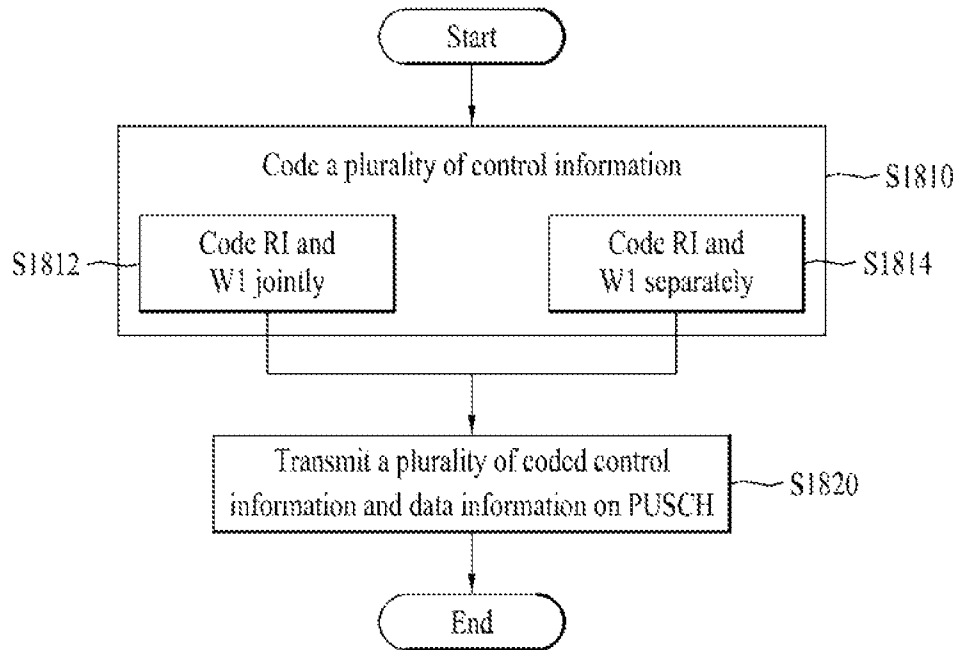 Start
Code a plurality of control information
S1810
S1812
Code RI and
W1 jointly
Code RI and
W1 separately
S1814
Transmit a plurality of coded control
information and data information on PUSCH
S1820
End